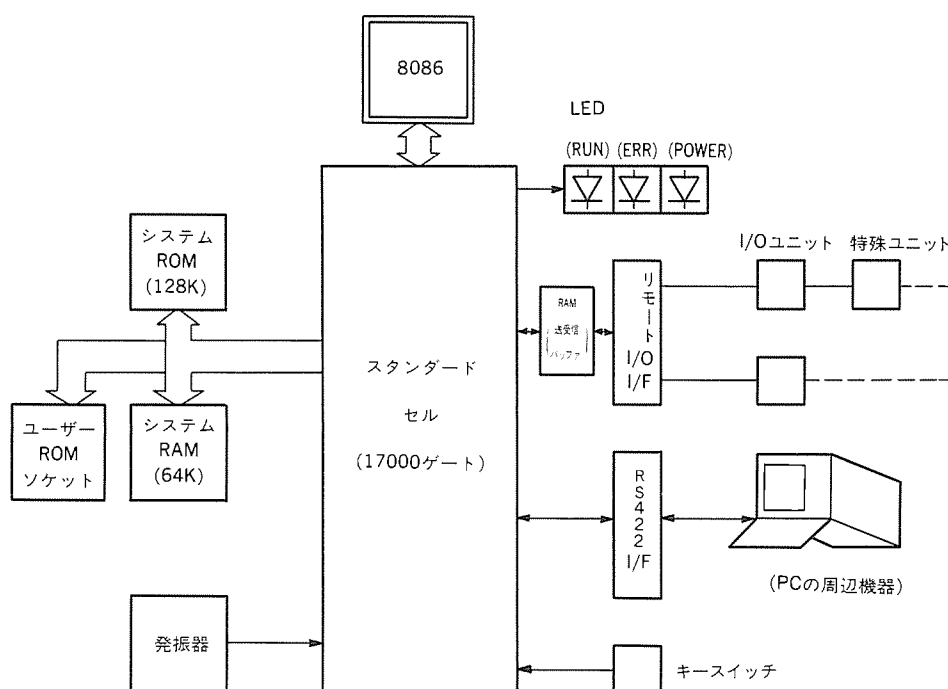 8086
LED
(RUN) (ERR) (POWER)
システム
ROM
(128K)
ユーザー
ROM
ソケット
システム
RAM
(64K)
スタンダード
セル
(17000ゲート)
RAM
(送受信
バッファ)
リモート
I/O
I/F
I/Oユニット
特殊ユニット
RS422
I/F
(PCの周辺機器)
発振器
キースイッチ